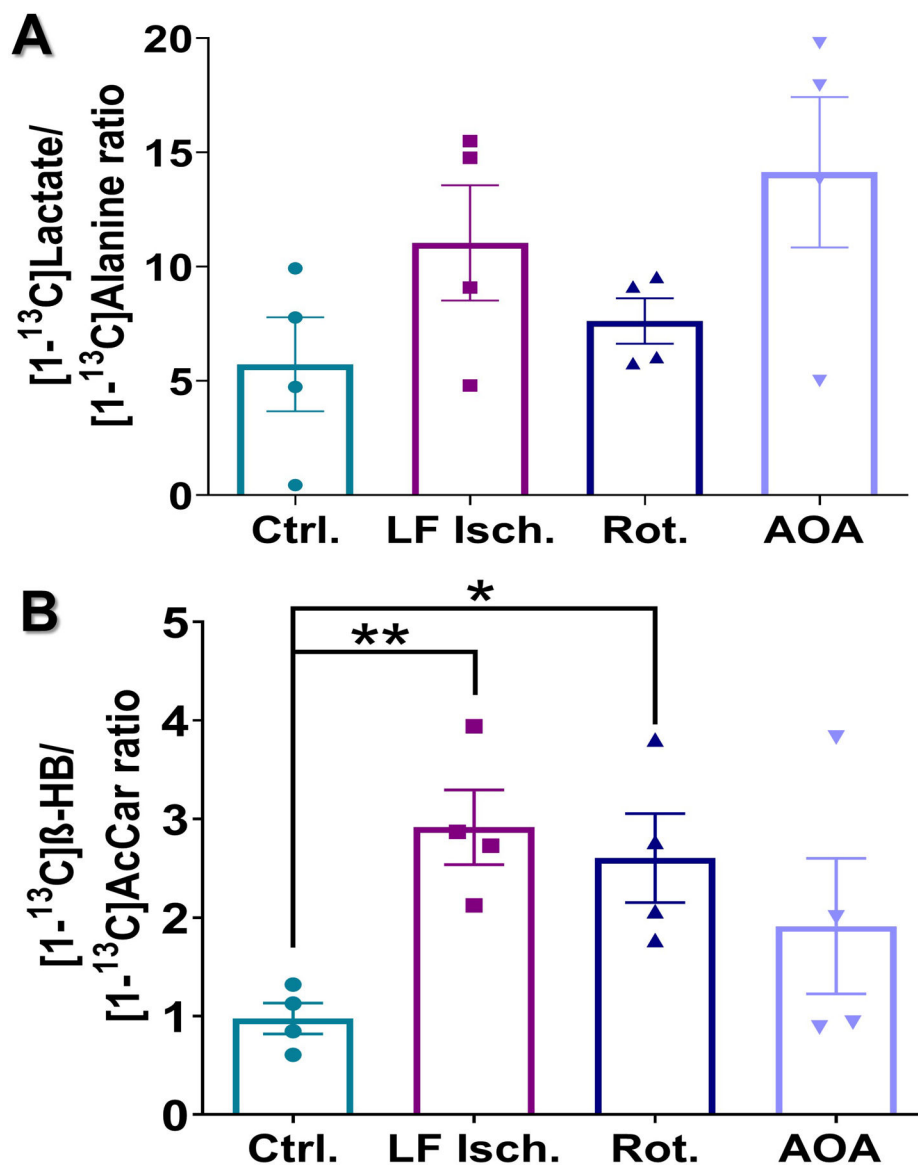 A
[1-¹³C]Lactate/
[1-¹³C]Alanine ratio
20
15
10
5
0
Ctrl. LF Isch. Rot. AOA
B
[1-¹³C]ß-HB/
[1-¹³C]AcCar ratio
*
**
5
4
3
2
1
0
Ctrl. LF Isch. Rot. AOA